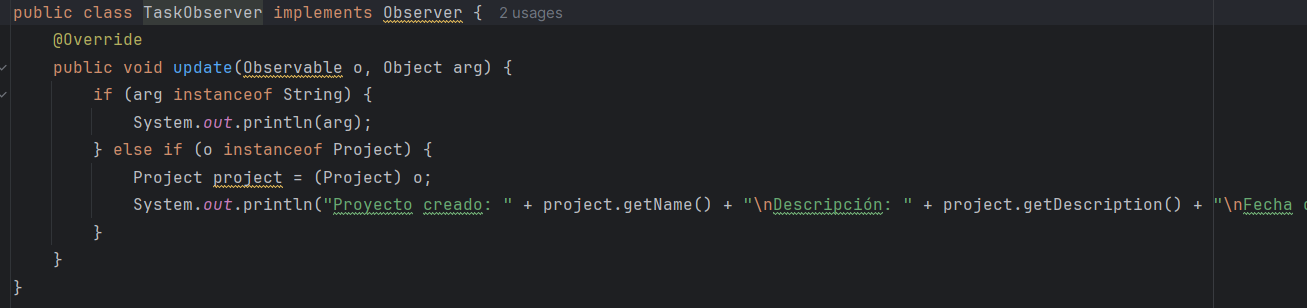 public class TaskObserver implements Observer { 2 usages
@Override
public void update(Observable o, Object arg) {
if (arg instanceof String) {
System.out.println(arg);
} else if (o instanceof Project) {
Project project = (Project) o;
System.out.println("Proyecto creado: " + project.getName() + "\nDescripción: " + project.getDescription() + "\nFecha
}
}
}